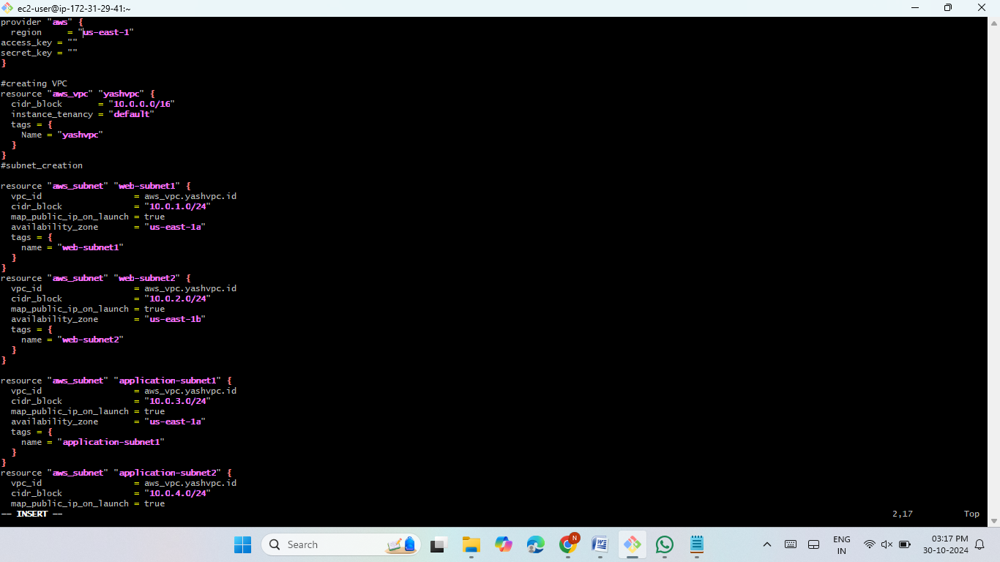 ec2-user@ip-172-31-29-41:~
provider "aws" {
  region     = "us-east-1"
access_key = ""
secret_key = ""
}

#creating VPC
resource "aws_vpc" "yashvpc" {
  cidr_block       = "10.0.0.0/16"
  instance_tenancy = "default"
  tags = {
    Name = "yashvpc"
  }
}
#subnet_creation

resource "aws_subnet" "web-subnet1" {
  vpc_id                  = aws_vpc.yashvpc.id
  cidr_block              = "10.0.1.0/24"
  map_public_ip_on_launch = true
  availability_zone       = "us-east-1a"
  tags = {
    name = "web-subnet1"
  }
}
resource "aws_subnet" "web-subnet2" {
  vpc_id                  = aws_vpc.yashvpc.id
  cidr_block              = "10.0.2.0/24"
  map_public_ip_on_launch = true
  availability_zone       = "us-east-1b"
  tags = {
    name = "web-subnet2"
  }
}

resource "aws_subnet" "application-subnet1" {
  vpc_id                  = aws_vpc.yashvpc.id
  cidr_block              = "10.0.3.0/24"
  map_public_ip_on_launch = true
  availability_zone       = "us-east-1a"
  tags = {
    name = "application-subnet1"
  }
}
resource "aws_subnet" "application-subnet2" {
  vpc_id                  = aws_vpc.yashvpc.id
  cidr_block              = "10.0.4.0/24"
  map_public_ip_on_launch = true
-- INSERT -- 2,17 Top
Search
N
ENG
IN
03:17 PM
30-10-2024